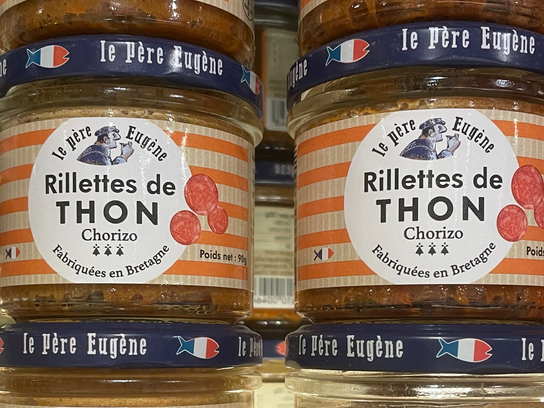 le Père Eugène
le Père Eugène
le père Eugène
Rillettes de
THON
Chorizo
Fabriquées en Bretagne
Poids net : 90g
le père Eugène
Rillettes de
THON
Chorizo
Fabriquées en Bretagne
Poids
le Père Eugène
le Père Eugène